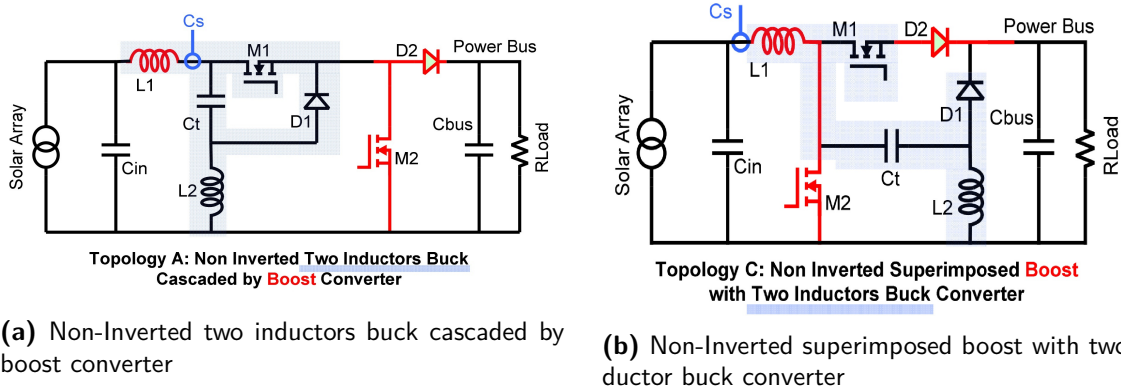 Cs
M1
D2
Power Bus
L1
Ct
D1
M2
Cbus
RLoad
Solar Array
Cin
L2
Topology A: Non Inverted Two Inductors Buck
Cascaded by Boost Converter
(a) Non-Inverted two inductors buck cascaded by
boost converter
Cs
M1
D2
Power Bus
L1
D1
Cbus
RLoad
Solar Array
Cin
Ct
M2
L2
Topology C: Non Inverted Superimposed Boost
with Two Inductors Buck Converter
(b) Non-Inverted superimposed boost with two
ductor buck converter